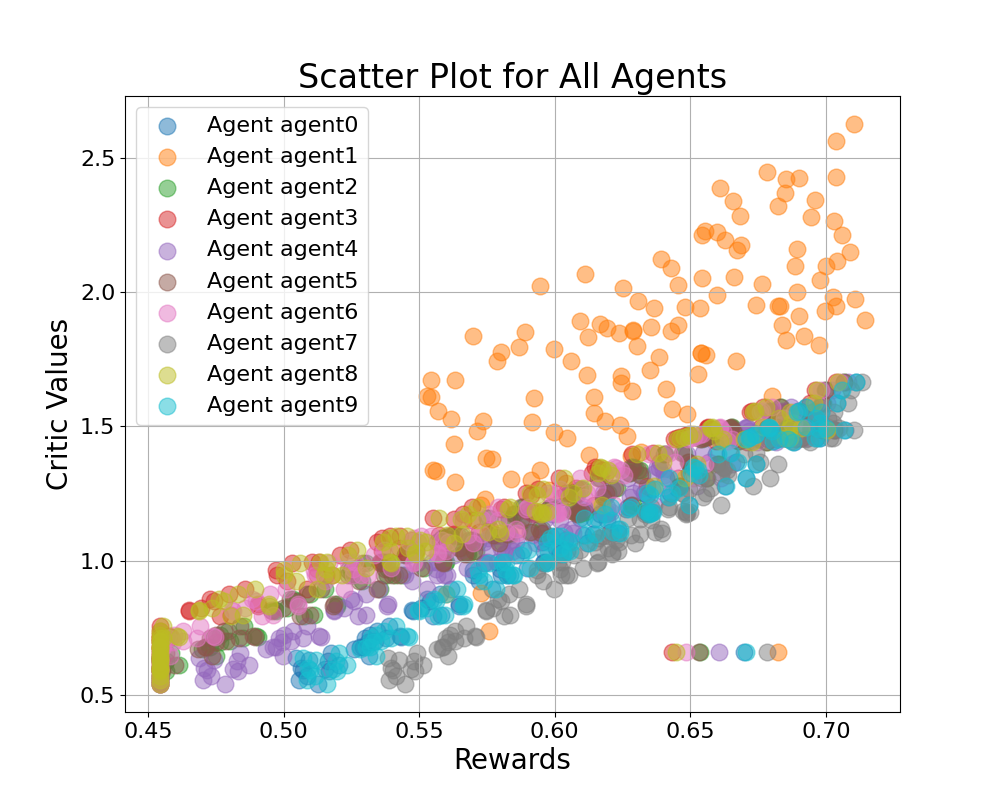 Scatter Plot for All Agents
Agent agent0
Agent agent1
Agent agent2
Agent agent3
Agent agent4
Agent agent5
Agent agent6
Agent agent7
Agent agent8
Agent agent9
Critic Values
2.5
2.0
1.5
1.0
0.5
0.45 0.50 0.55 0.60 0.65 0.70
Rewards